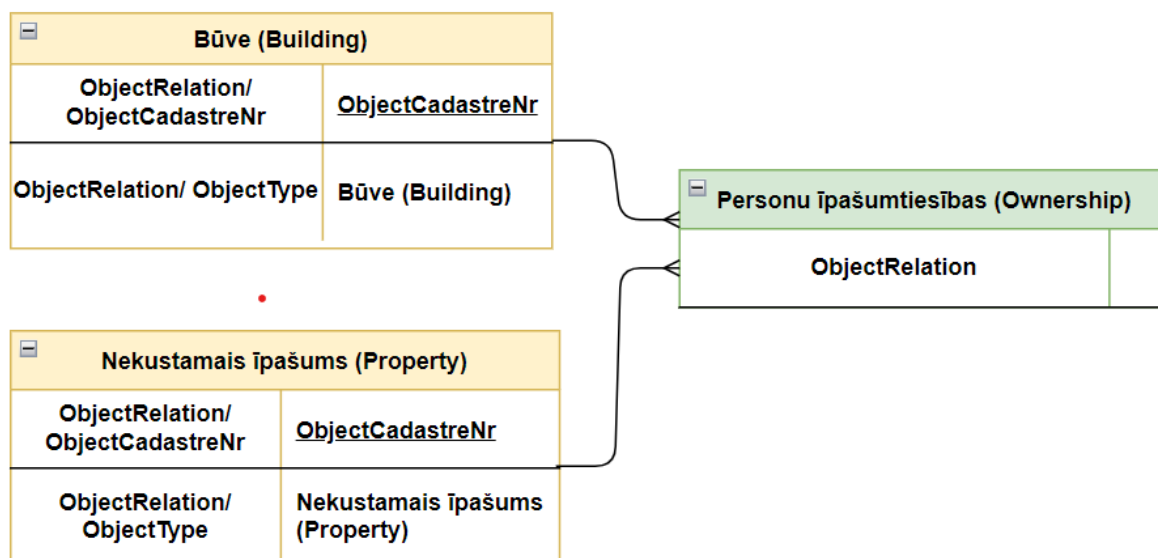 Būve (Building)
ObjectRelation/
ObjectCadastreNr
ObjectCadastreNr
ObjectRelation/ ObjectType
Būve (Building)
Personu īpašumtiesības (Ownership)
ObjectRelation
Nekustamais īpašums (Property)
ObjectRelation/
ObjectCadastreNr
ObjectCadastreNr
ObjectRelation/
ObjectType
Nekustamais īpašums
(Property)